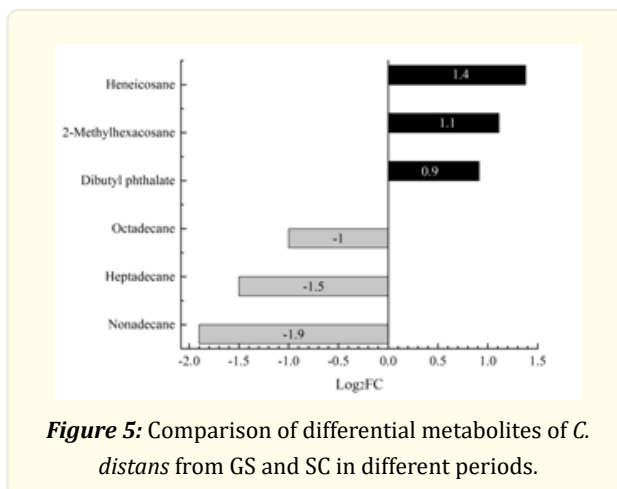 Heneicosane
1.4
2-Methylhexacosane
1.1
Dibutyl phthalate
0.9
Octadecane
-1
Heptadecane
-1.5
Nonadecane
-1.9
-2.0 -1.5 -1.0 -0.5 0.0 0.5 1.0 1.5
Log2FC
Figure 5: Comparison of differential metabolites of C.
distans from GS and SC in different periods.